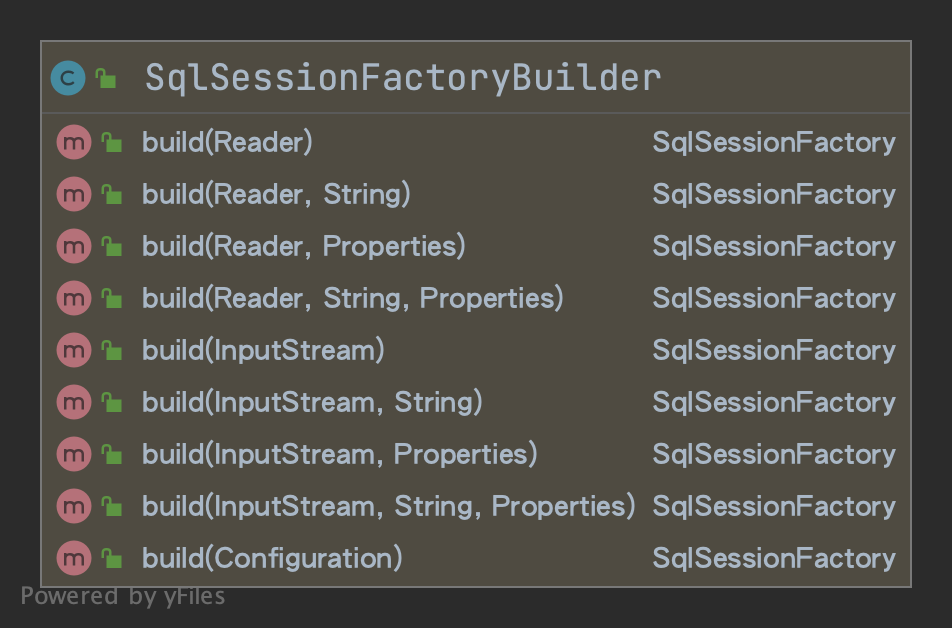 C SqlSessionFactoryBuilder
m build(Reader) SqlSessionFactory
m build(Reader, String) SqlSessionFactory
m build(Reader, Properties) SqlSessionFactory
m build(Reader, String, Properties) SqlSessionFactory
m build(InputStream) SqlSessionFactory
m build(InputStream, String) SqlSessionFactory
m build(InputStream, Properties) SqlSessionFactory
m build(InputStream, String, Properties) SqlSessionFactory
m build(Configuration) SqlSessionFactory
Powered by yFiles